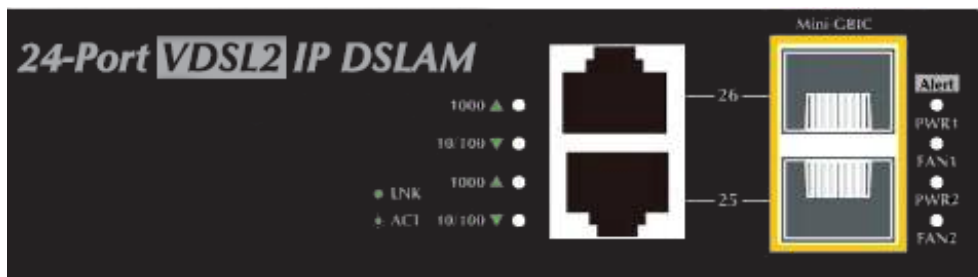 24-Port VDSL2 IP DSLAM
Mini GBIC
1000
10/100
1000
LNK
ACT 10/100
26
25
Alert
PWR1
FAN1
PWR2
FAN2